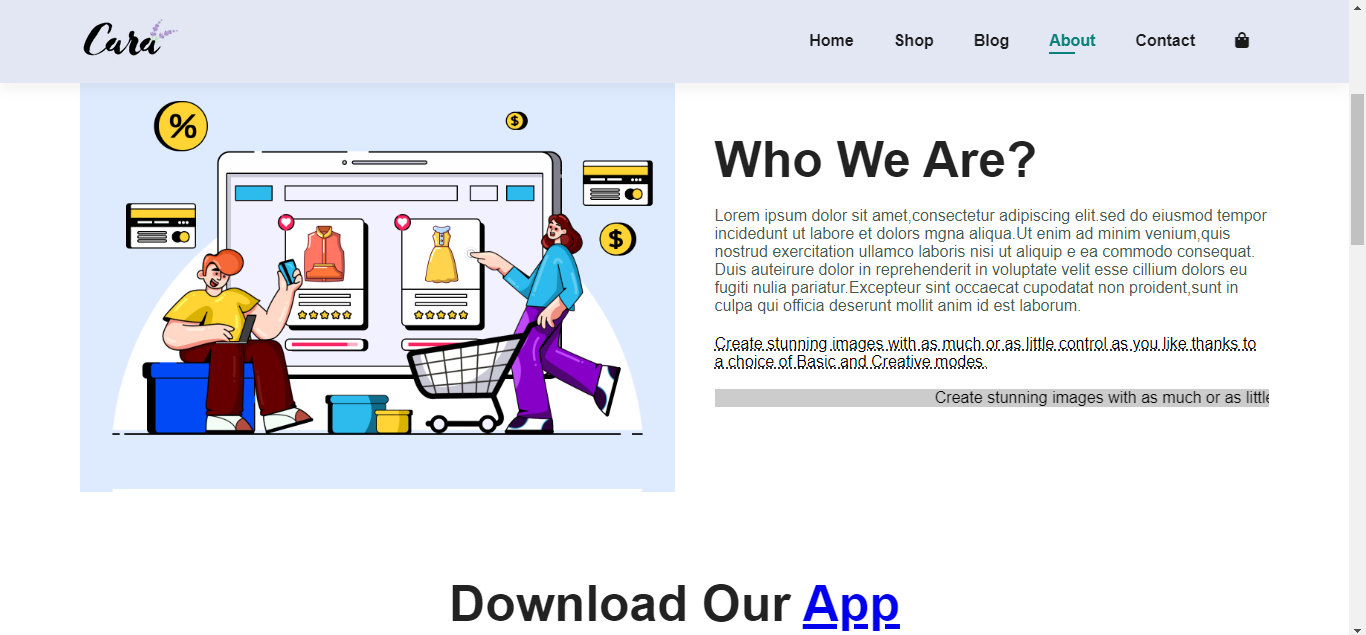 Cara
Home Shop Blog About Contact
%
$
$
Who We Are?
Lorem ipsum dolor sit amet,consectetur adipiscing elit.sed do eiusmod tempor
incidedunt ut labore et dolors mgna aliqua.Ut enim ad minim venium,quis
nostrud exercitation ullamco laboris nisi ut aliquip e ea commodo consequat.
Duis auteirure dolor in reprehenderit in voluptate velit esse cillium dolors eu
fugiti nulia pariatur.Excepteur sint occaecat cupodatat non proident,sunt in
culpa qui officia deserunt mollit anim id est laborum.
Create stunning images with as much or as little control as you like thanks to
a choice of Basic and Creative modes.
Create stunning images with as much or as little
Download Our App